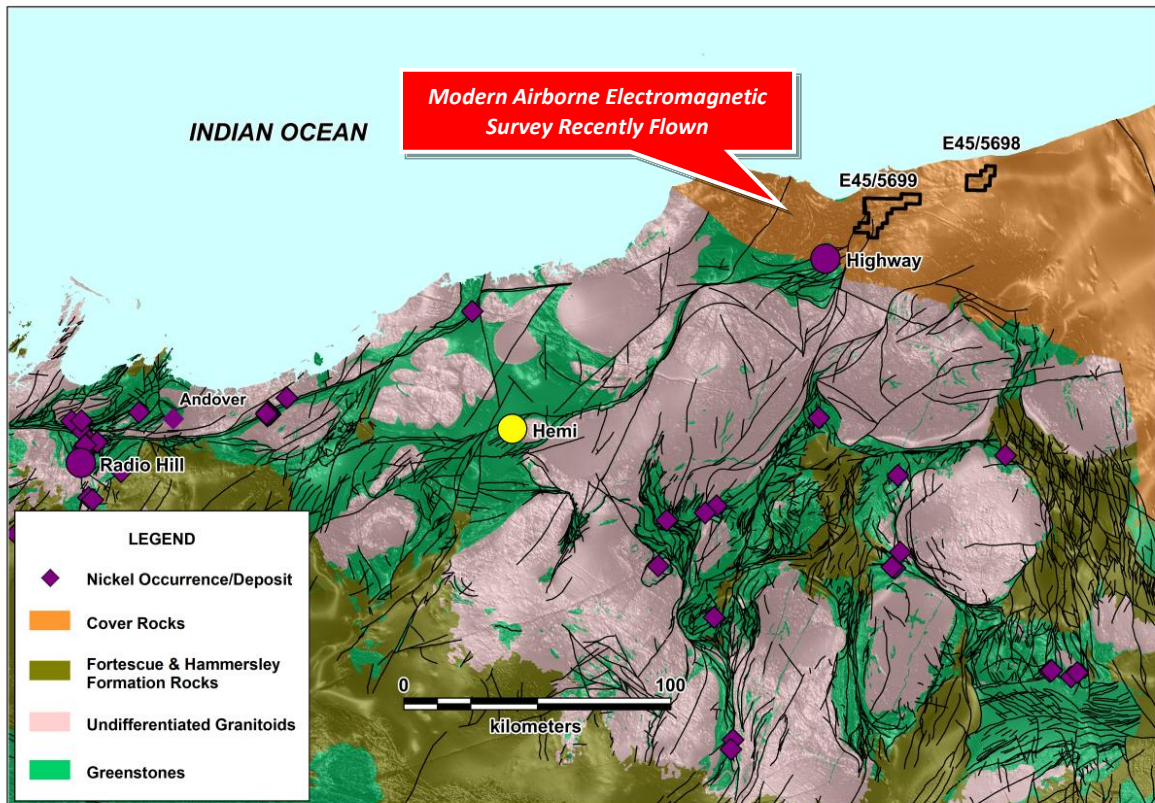 Modern Airborne Electromagnetic
Survey Recently Flown
INDIAN OCEAN
E45/5698
E45/5699
Highway
Andover
Hemi
Radio Hill
LEGEND
Nickel Occurrence/Deposit
Cover Rocks
Fortescue & Hammersley
Formation Rocks
Undifferentiated Granitoids
Greenstones
0
100
kilometers